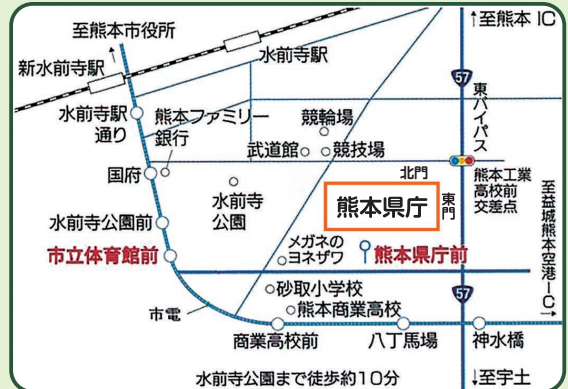 ↑至熊本IC
至熊本市役所
新水前寺駅
水前寺駅
57
東バイパス
水前寺駅
通り
熊本ファミリー
銀行
競輪場
武道館
競技場
北門
国府
水前寺
公園
熊本県庁
東門
熊本工業
高校前
交差点
至益城熊本空港IC→
水前寺公園前
市立体育館前
メガネの
ヨネザワ
熊本県庁前
砂取小学校
熊本商業高校
57
市電
商業高校前
八丁馬場
神水橋
水前寺公園まで徒歩約10分
↓至宇土